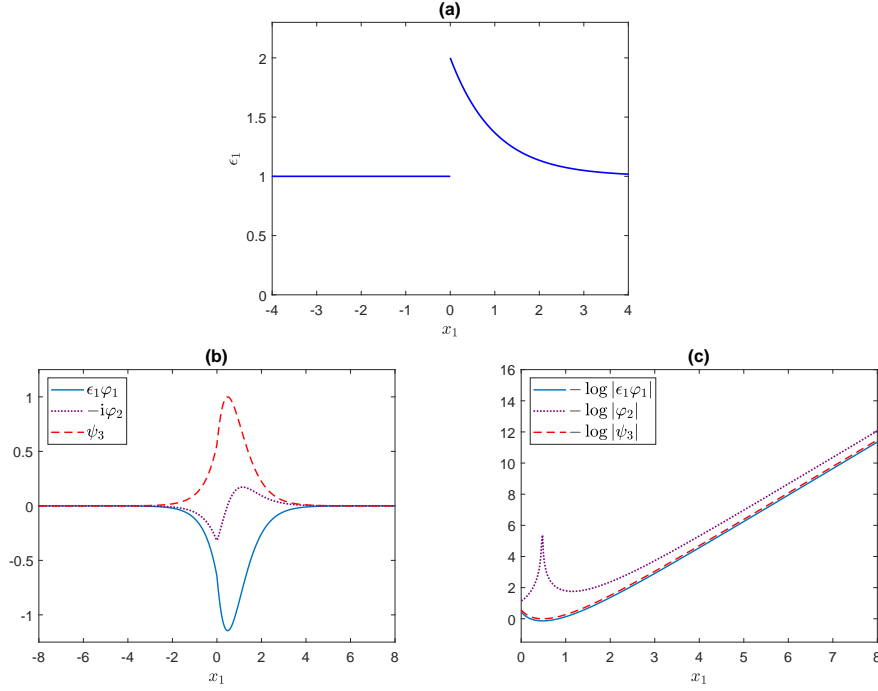 (a)
2
1.5
1
0.5
0
-4 -3 -2 -1 0 1 2 3 4
ϵ₁
x₁
(b)
ϵ₁φ₁
−iφ₂
ψ₃
1
0.5
0
-0.5
-1
-8 -6 -4 -2 0 2 4 6 8
x₁
(c)
− log |ϵ₁φ₁|
− log |φ₂|
− log |ψ₃|
16
14
12
10
8
6
4
2
0
0 1 2 3 4 5 6 7 8
x₁